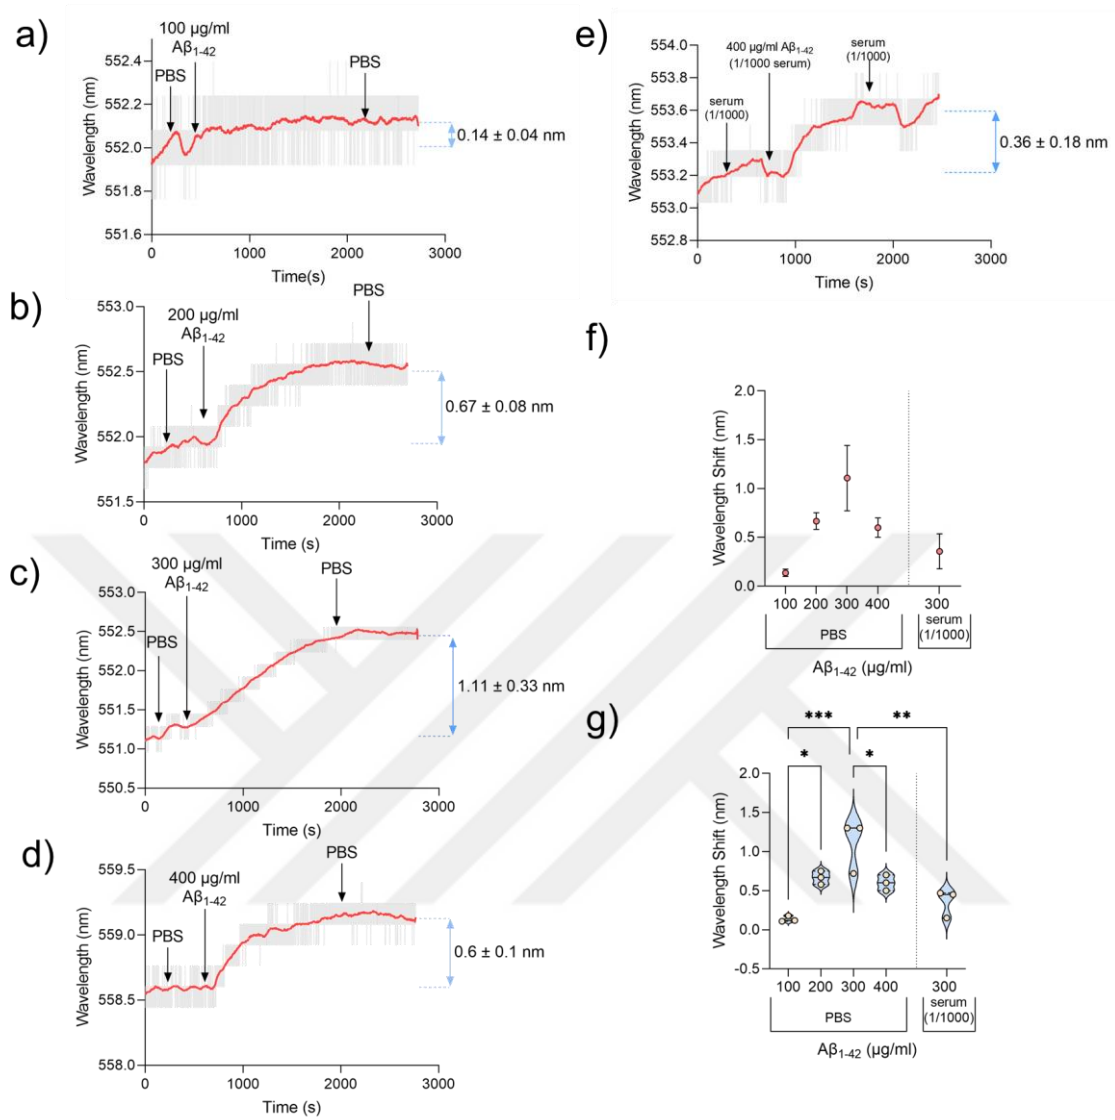 a)
100 µg/ml
Aβ1-42
PBS
PBS
552.4
552.2
552.0
551.8
551.6
Wavelength (nm)
0.14 ± 0.04 nm
0
1000
2000
3000
Time(s)
b)
200 µg/ml
Aβ1-42
PBS
PBS
553.0
552.5
552.0
551.5
Wavelength (nm)
0.67 ± 0.08 nm
0
1000
2000
3000
Time (s)
c)
300 µg/ml
Aβ1-42
PBS
PBS
553.0
552.5
552.0
551.5
551.0
550.5
Wavelength (nm)
1.11 ± 0.33 nm
0
1000
2000
3000
Time (s)
d)
400 µg/ml
Aβ1-42
PBS
PBS
559.5
559.0
558.5
558.0
Wavelength (nm)
0.6 ± 0.1 nm
0
1000
2000
3000
Time (s)
e)
serum
(1/1000)
400 µg/ml Aβ1-42
(1/1000 serum)
serum
(1/1000)
554.0
553.8
553.6
553.4
553.2
553.0
552.8
Wavelength (nm)
0.36 ± 0.18 nm
0
1000
2000
3000
Time (s)
f)
2.0
1.5
1.0
0.5
0.0
Wavelength Shift (nm)
100 200 300 400 300
PBS
serum
(1/1000)
Aβ1-42 (µg/ml)
g)
*** **
* *
2.0
1.5
1.0
0.5
0.0
-0.5
Wavelength Shift (nm)
100 200 300 400 300
PBS
serum
(1/1000)
Aβ1-42 (µg/ml)